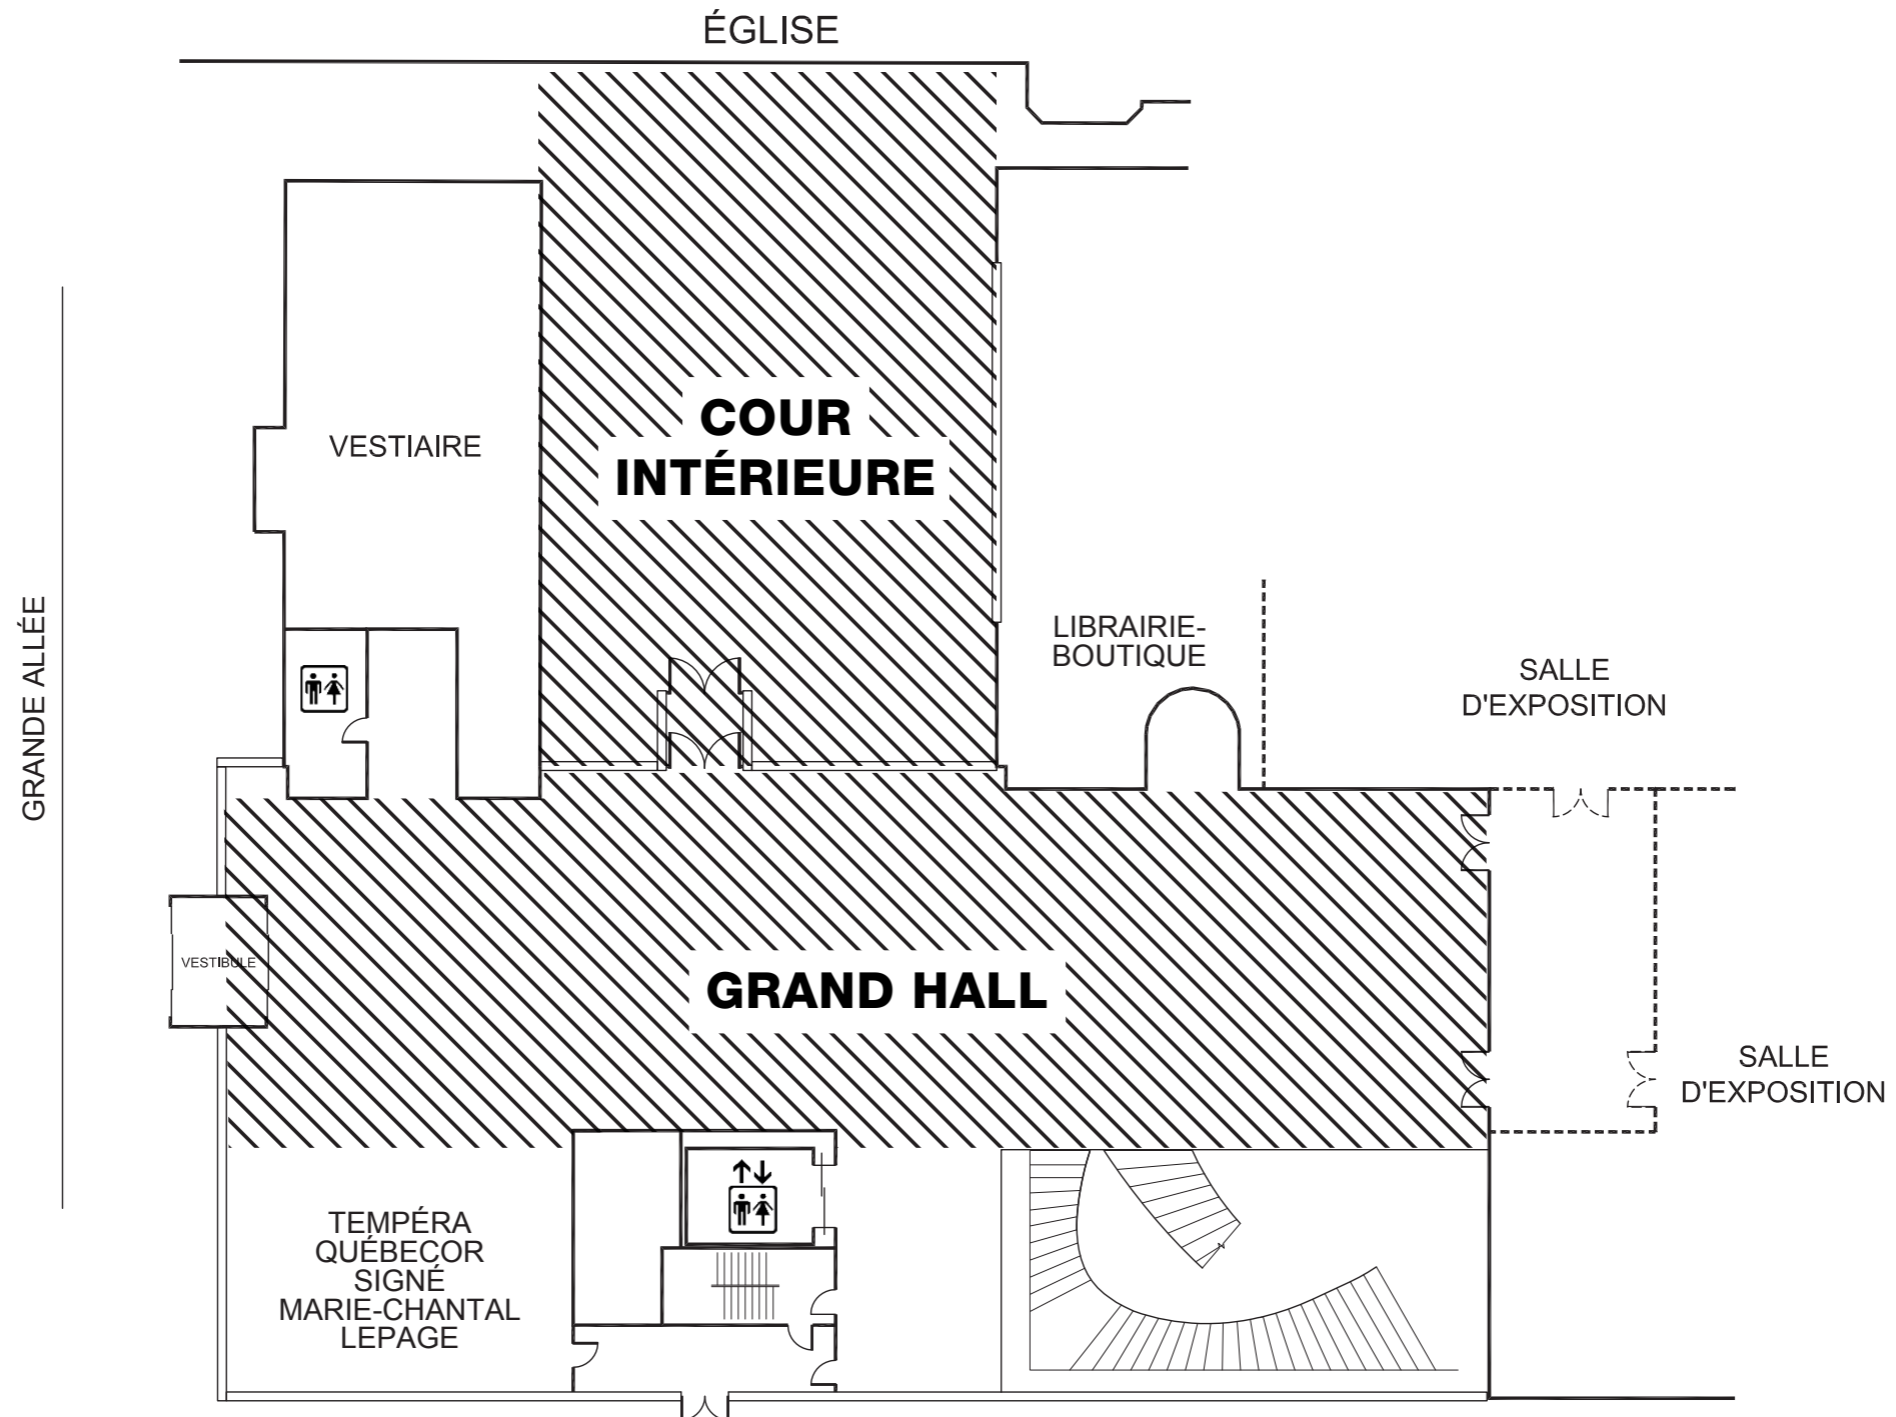 ÉGLISE
VESTIAIRE
COUR
INTÉRIEURE
GRANDE ALLÉE
LIBRAIRIE-
BOUTIQUE
SALLE
D'EXPOSITION
VESTIBULE
GRAND HALL
SALLE
D'EXPOSITION
TEMPÉRA
QUÉBECOR
SIGNÉ
MARIE-CHANTAL
LEPAGE